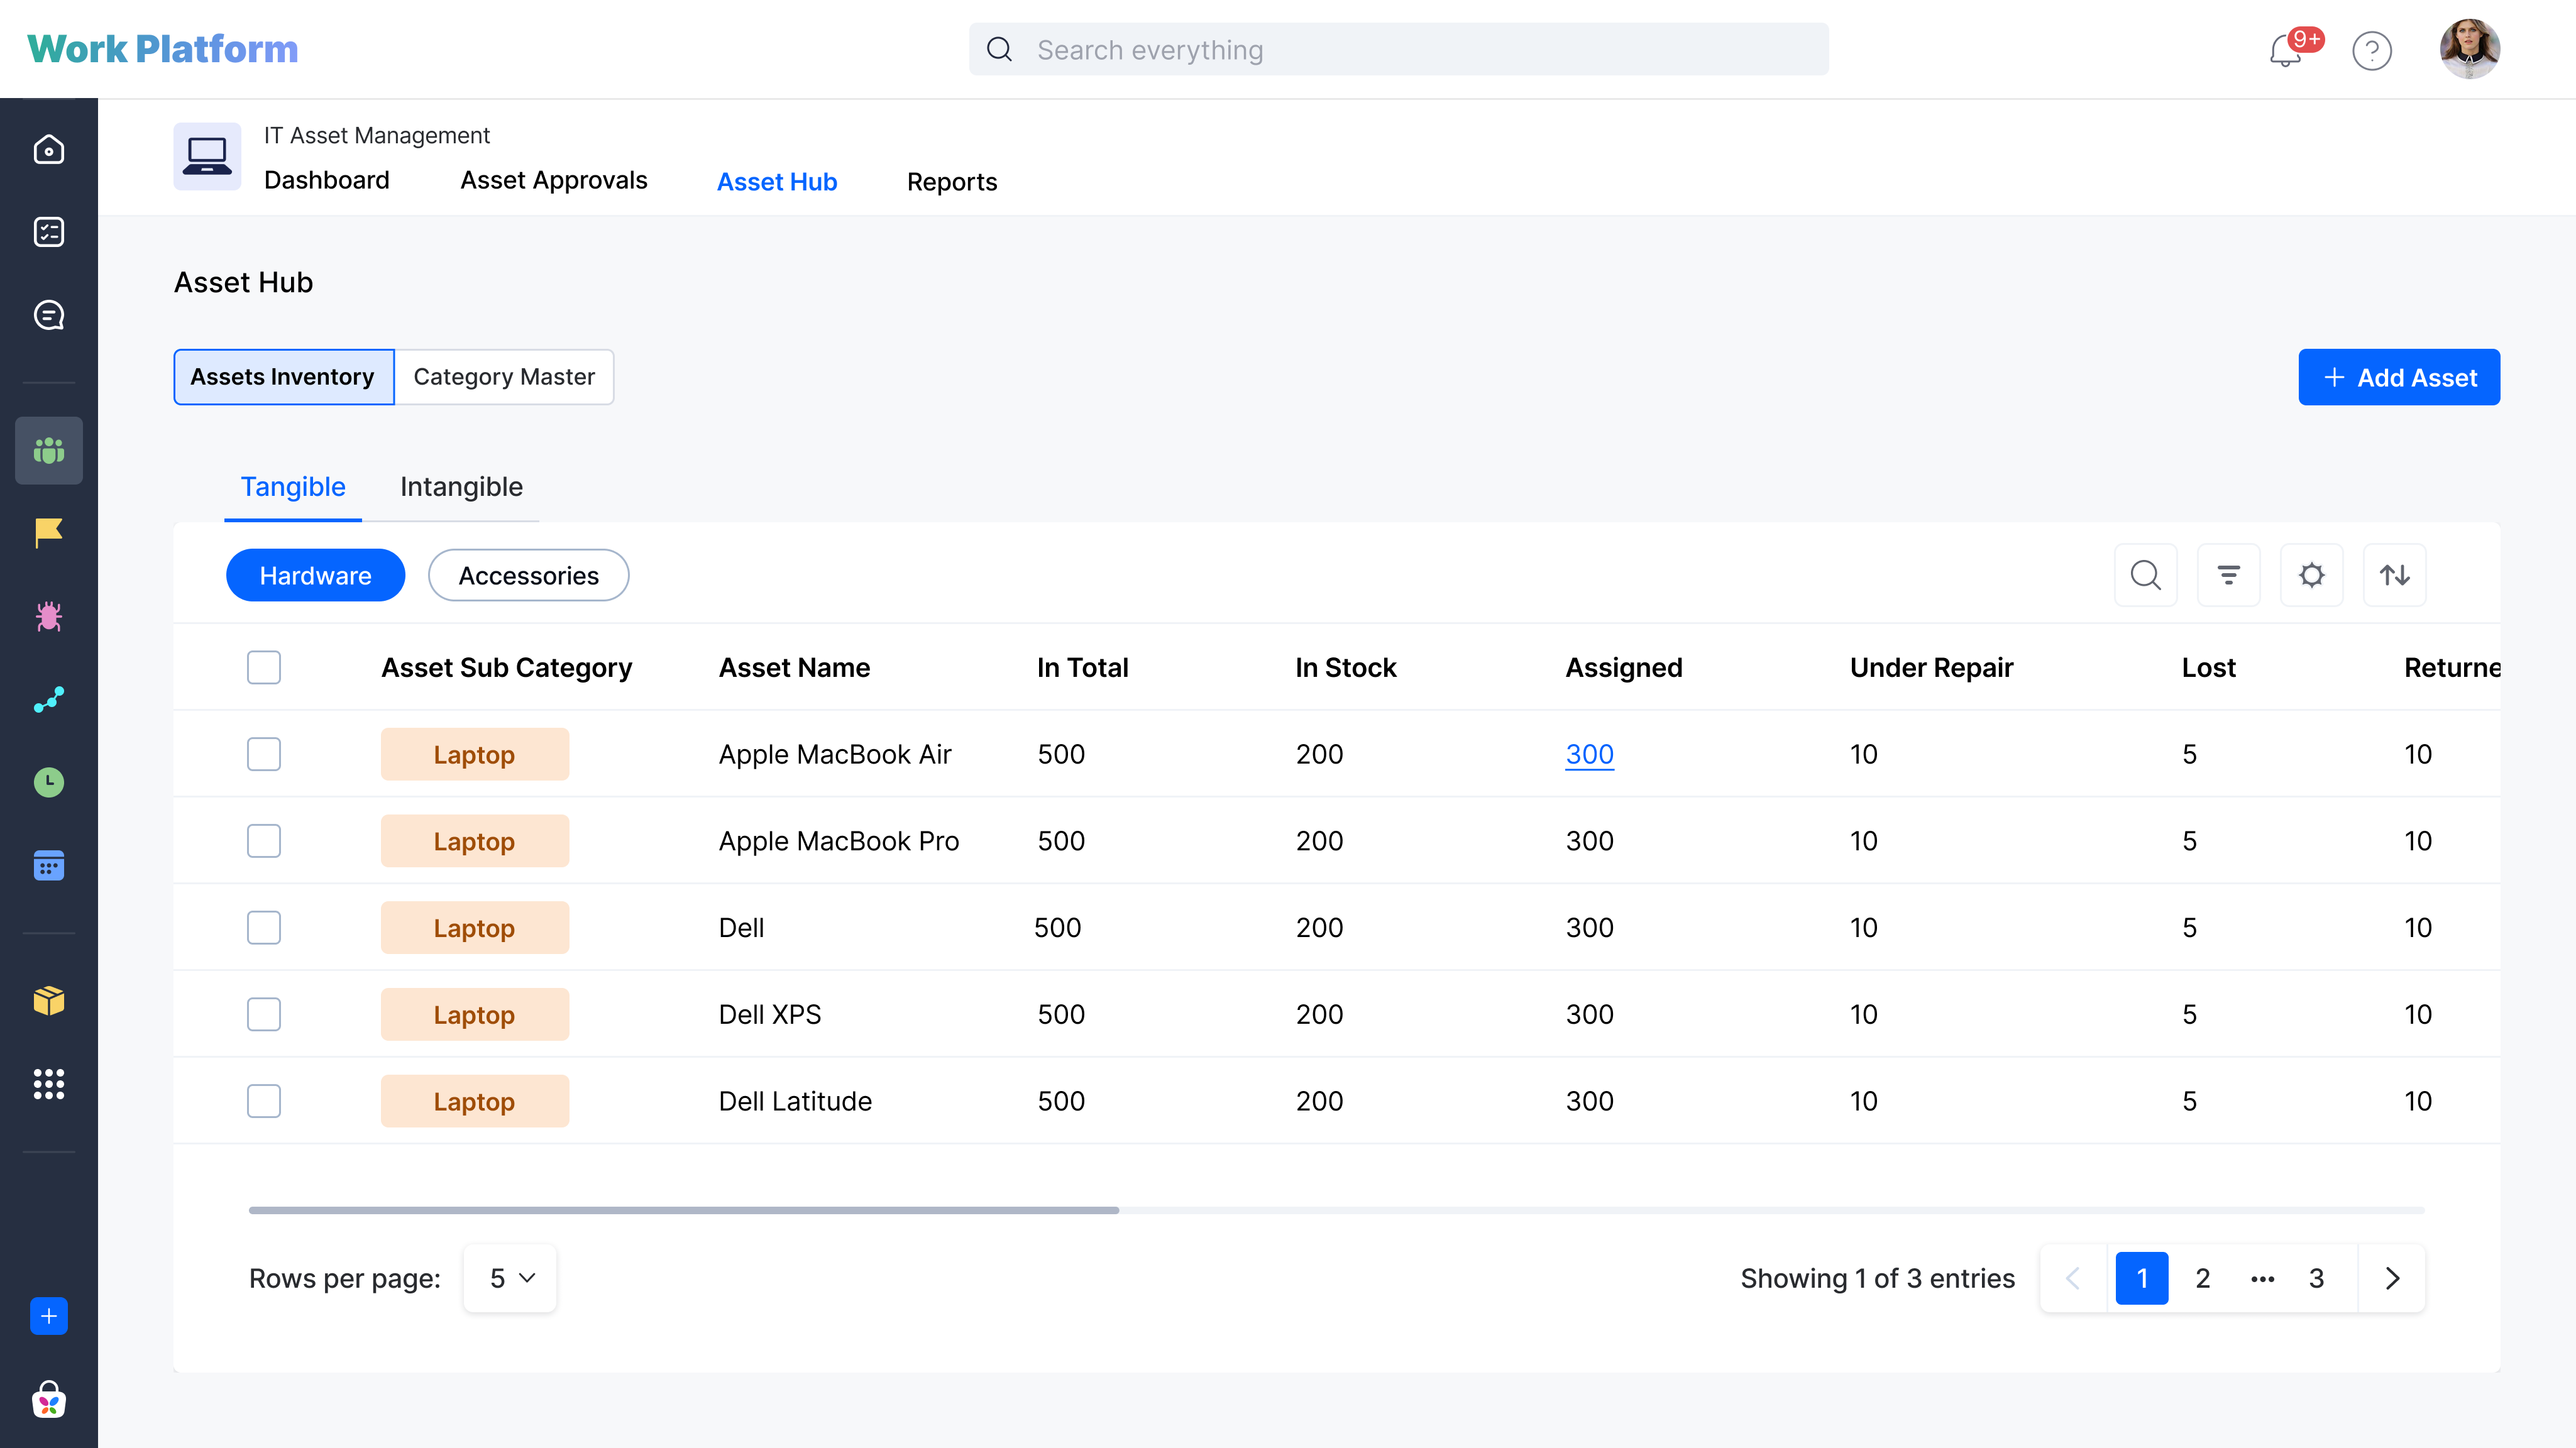 Work Platform
Search everything
9+
IT Asset Management
Dashboard Asset Approvals Asset Hub Reports
Asset Hub
Assets Inventory Category Master
+ Add Asset
Tangible Intangible
Hardware Accessories
Asset Sub Category Asset Name In Total In Stock Assigned Under Repair Lost Returne
Laptop Apple MacBook Air 500 200 300 10 5 10
Laptop Apple MacBook Pro 500 200 300 10 5 10
Laptop Dell 500 200 300 10 5 10
Laptop Dell XPS 500 200 300 10 5 10
Laptop Dell Latitude 500 200 300 10 5 10
Rows per page: 5 Showing 1 of 3 entries 1 2 ••• 3